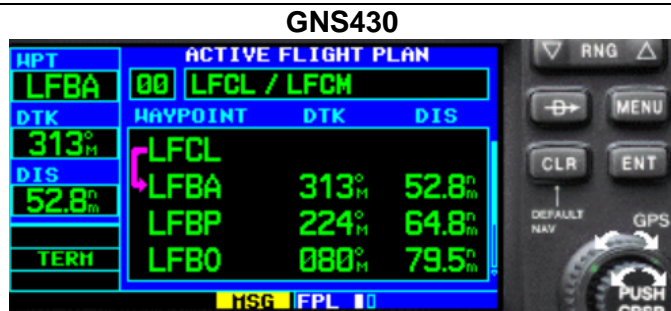 GNS430
WPT
LFBA
DTK
313°M
DIS
52.8nm
TERM
ACTIVE FLIGHT PLAN
00 LFCL / LFCM
WAYPOINT DTK DIS
LFCL
LFBA 313°M 52.8nm
LFBP 224°M 64.8nm
LFBO 080°M 79.5nm
MSG FPL
RNG
MENU
CLR ENT
DEFAULT
NAV
GPS
PUSH
CRSR